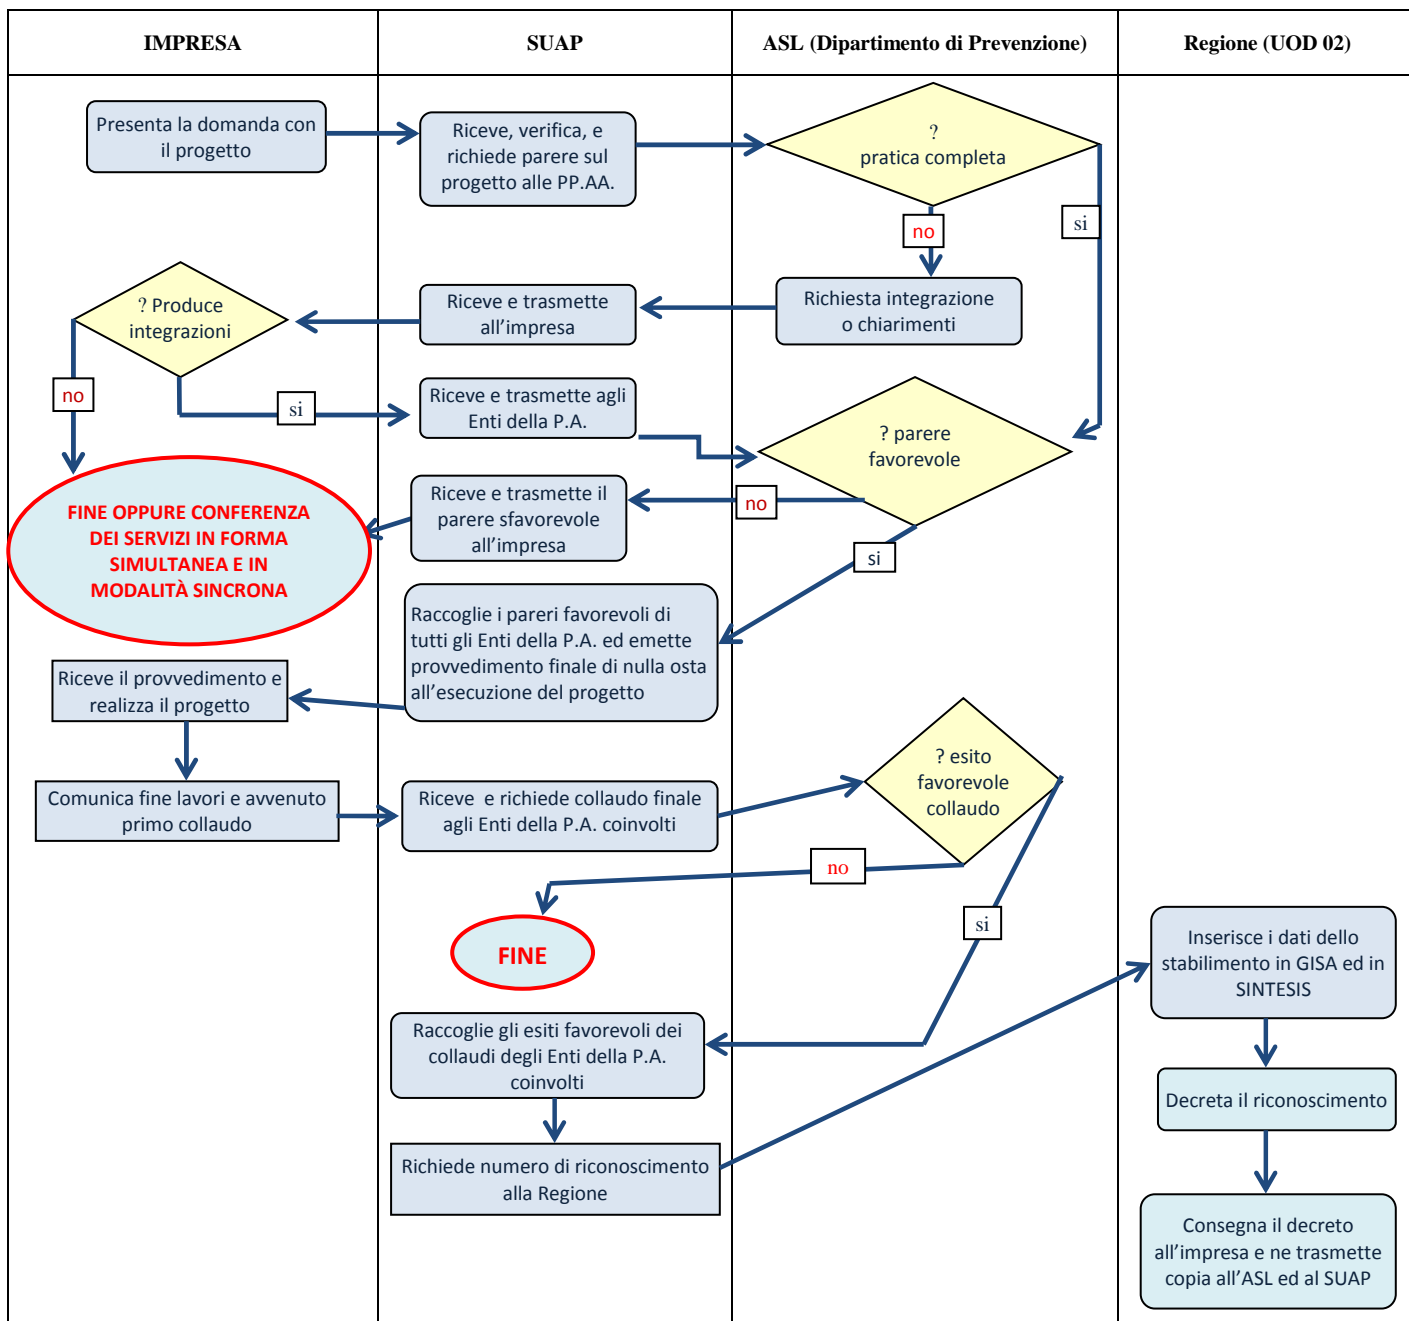 IMPRESA
SUAP
ASL (Dipartimento di Prevenzione)
Regione (UOD 02)
Presenta la domanda con
il progetto
Riceve, verifica, e
richiede parere sul
progetto alle PP.AA.
?
pratica completa
no
si
Richiesta integrazione
o chiarimenti
Riceve e trasmette
all’impresa
? Produce
integrazioni
no
si
Riceve e trasmette agli
Enti della P.A.
? parere
favorevole
no
si
Riceve e trasmette il
parere sfavorevole
all’impresa
FINE OPPURE CONFERENZA
DEI SERVIZI IN FORMA
SIMULTANEA E IN
MODALITÀ SINCRONA
Raccoglie i pareri favorevoli di
tutti gli Enti della P.A. ed emette
provvedimento finale di nulla osta
all’esecuzione del progetto
Riceve il provvedimento e
realizza il progetto
Comunica fine lavori e avvenuto
primo collaudo
Riceve e richiede collaudo finale
agli Enti della P.A. coinvolti
? esito
favorevole
collaudo
no
si
FINE
Raccoglie gli esiti favorevoli dei
collaudi degli Enti della P.A.
coinvolti
Richiede numero di riconoscimento
alla Regione
Inserisce i dati dello
stabilimento in GISA ed in
SINTESIS
Decreta il riconoscimento
Consegna il decreto
all’impresa e ne trasmette
copia all’ASL ed al SUAP